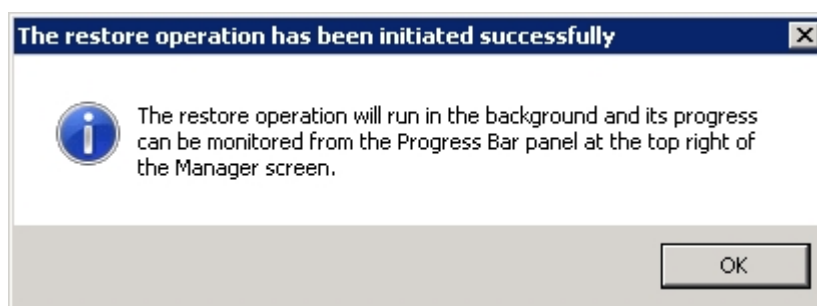 The restore operation has been initiated successfully
The restore operation will run in the background and its progress
can be monitored from the Progress Bar panel at the top right of
the Manager screen.
OK